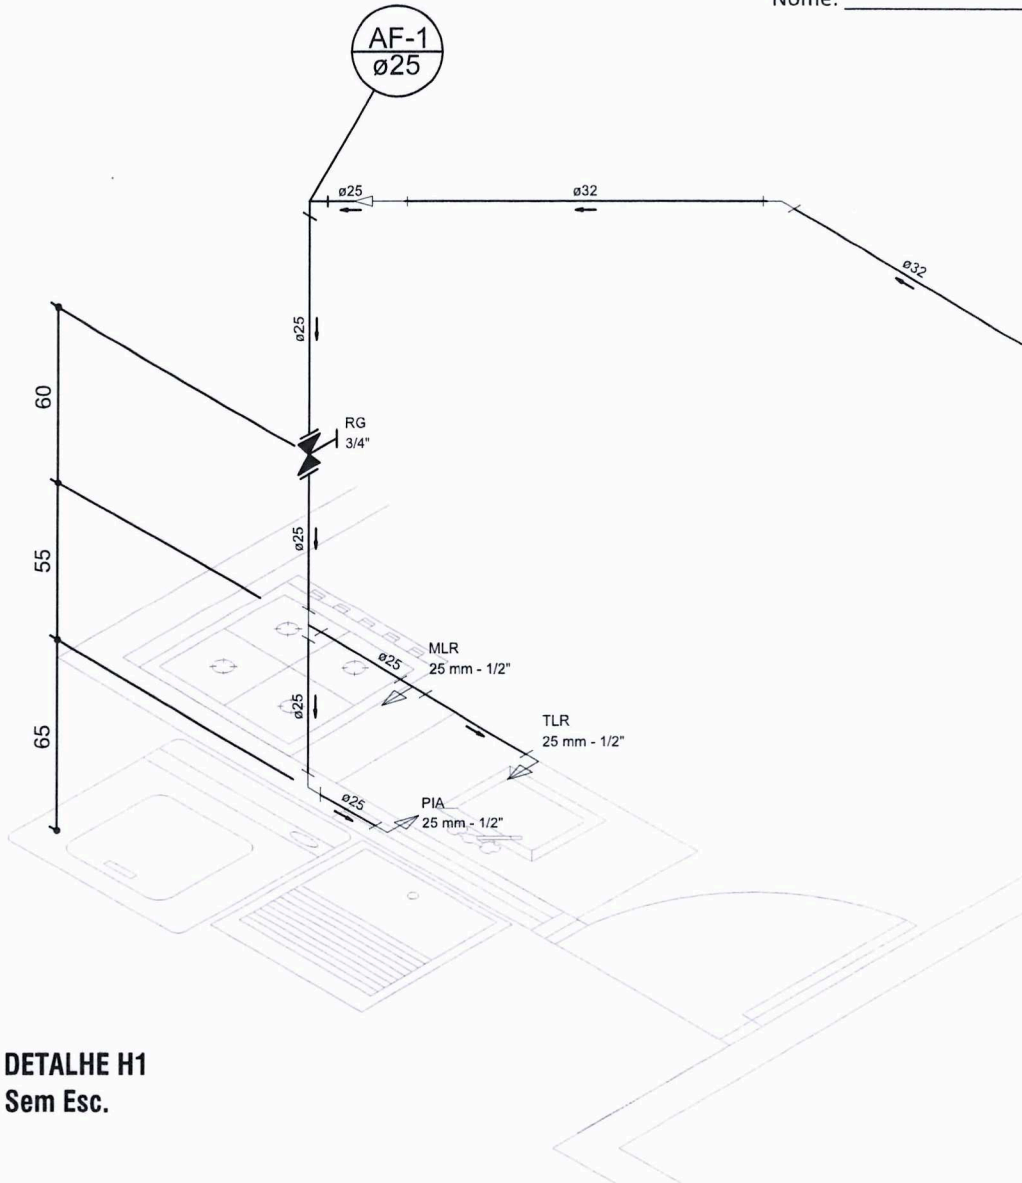 Nome:
AF-1
ø25
ø25
ø32
ø32
ø25
60
RG
3/4"
ø25
55
MLR
25 mm - 1/2"
ø25
ø25
65
TLR
25 mm - 1/2"
ø25
PIA
25 mm - 1/2"
DETALHE H1
Sem Esc.